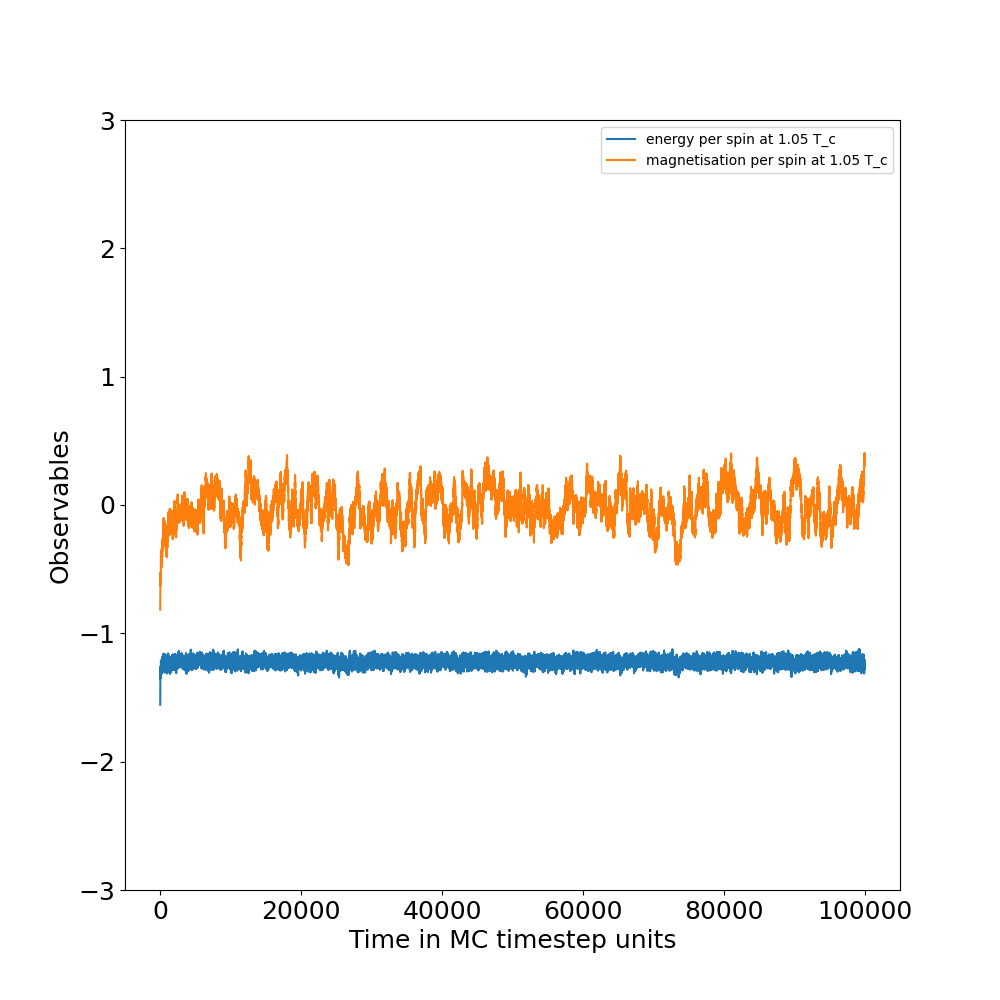 energy per spin at 1.05 T_c
magnetisation per spin at 1.05 T_c
3
2
1
0
−1
−2
−3
Observables
0 20000 40000 60000 80000 100000
Time in MC timestep units